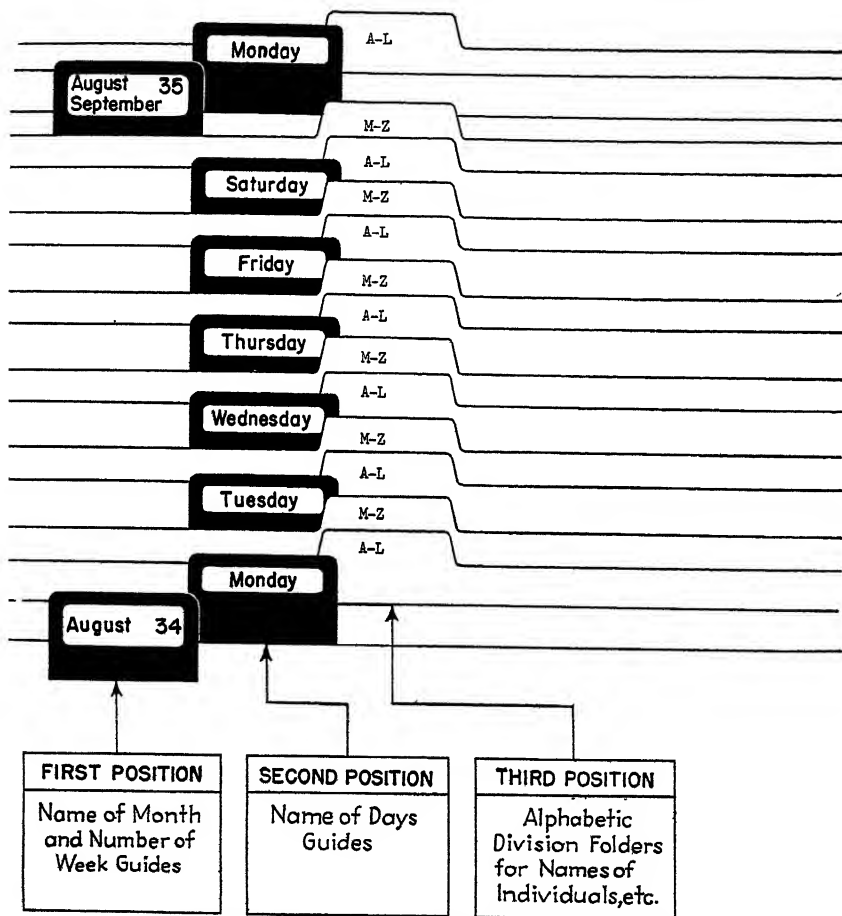 Monday
A-L
August 35
September
M-Z
A-L
Saturday
M-Z
A-L
Friday
M-Z
A-L
Thursday
M-Z
A-L
Wednesday
M-Z
A-L
Tuesday
M-Z
A-L
Monday
August 34
FIRST POSITION
Name of Month
and Number of
Week Guides
SECOND POSITION
Name of Days
Guides
THIRD POSITION
Alphabetic
Division Folders
for Names of
Individuals,etc.